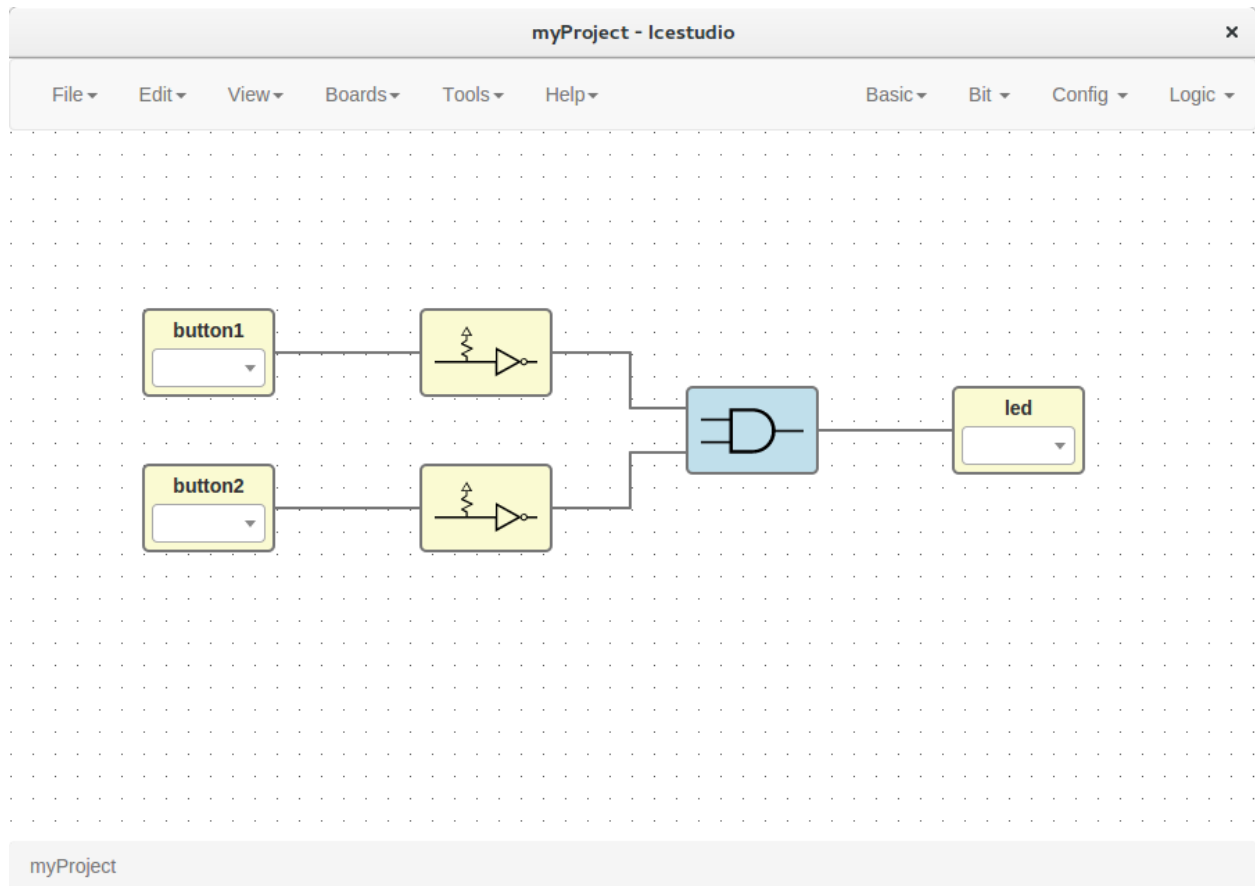 myProject - Icestudio ×
File Edit View Boards Tools Help Basic Bit Config Logic
button1
led
button2
myProject